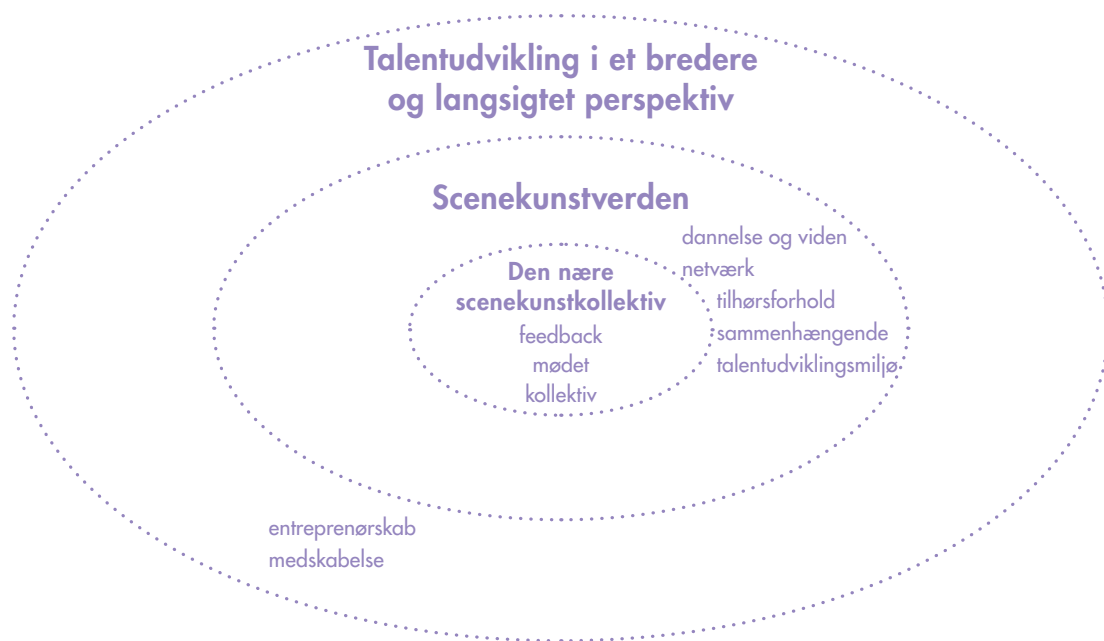 Talentudvikling i et bredere
og langsigtet perspektiv
Scenekunstverden
dannelse og viden
netværk
tilhørsforhold
sammenhængende
talentudviklingsmiljø
Den nære
scenekunstkollektiv
feedback
mødet
kollektiv
entreprenørskab
medskabelse